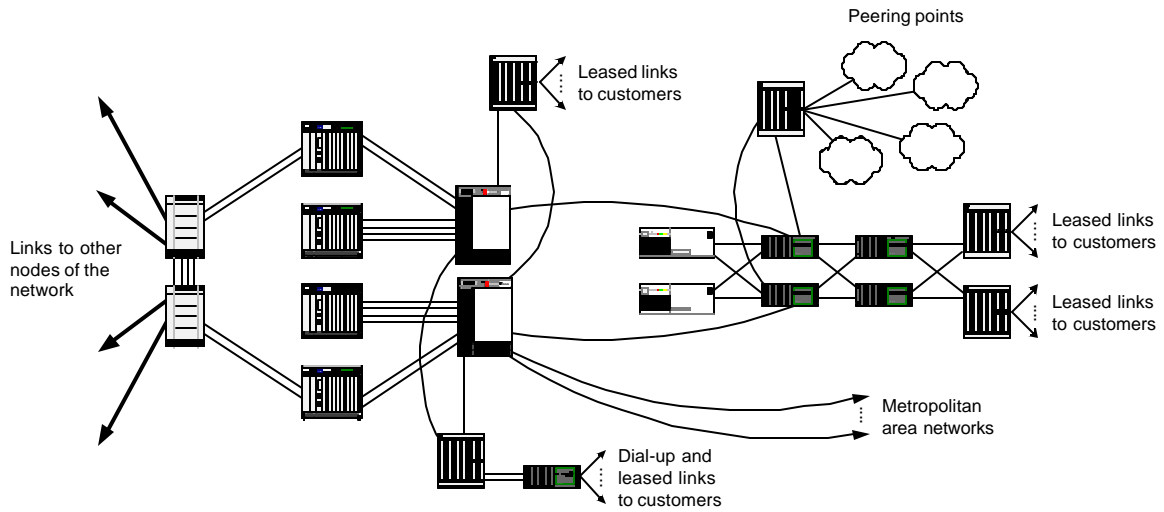 Peering points
Leased links
to customers
Links to other
nodes of the
network
Leased links
to customers
Leased links
to customers
Metropolitan
area networks
Dial-up and
leased links
to customers